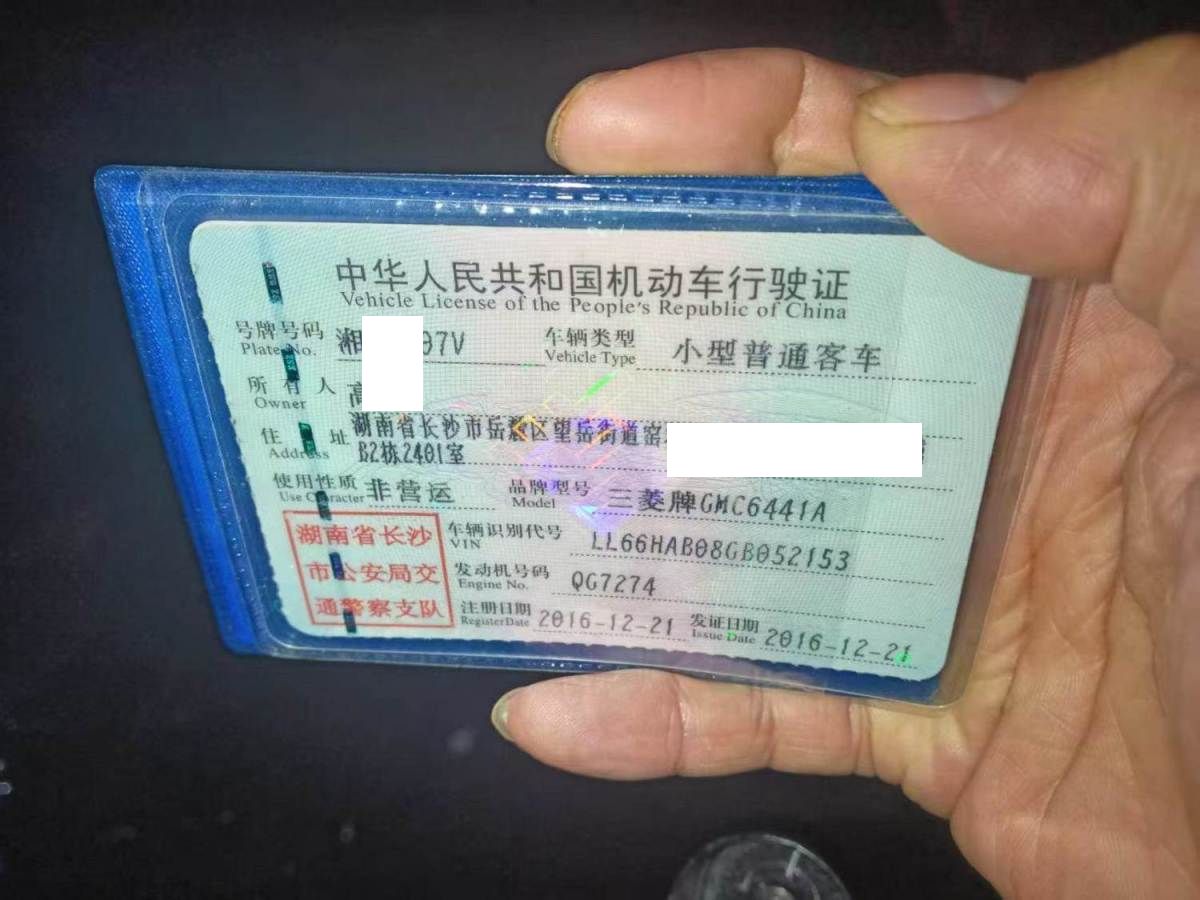 中华人民共和国机动车行驶证
Vehicle License of the People's Republic of China
号牌号码 湘 97V 车辆类型 小型普通客车
Plate No. Vehicle Type
所有人 高
Owner
住址 湖南省长沙市岳麓区望岳街道窑
Address B2栋2401室
使用性质 非营运 品牌型号 三菱牌GMC6441A
Use Character Model
湖南省长沙
市公安局交
通警察支队
车辆识别代号 LL66HAB08GB052153
VIN
发动机号码 QG7274
Engine No.
注册日期 2016-12-21 发证日期 2016-12-21
Register Date Issue Date